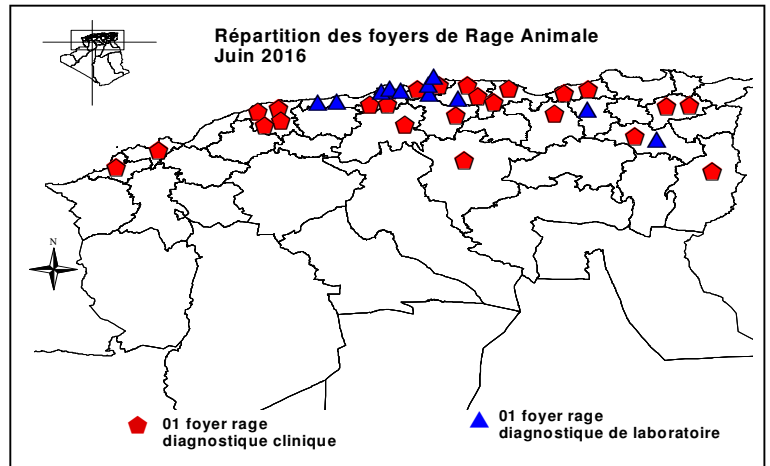 Répartition des foyers de Rage Animale
Juin 2016
N
01 foyer rage
diagnostique clinique
01 foyer rage
diagnostique de laboratoire